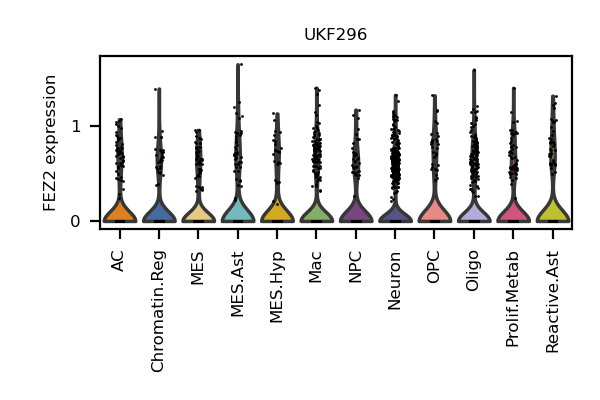 UKF296
FEZ2 expression
1
0
AC
Chromatin.Reg
MES
MES.Ast
MES.Hyp
Mac
NPC
Neuron
OPC
Oligo
Prolif.Metab
Reactive.Ast